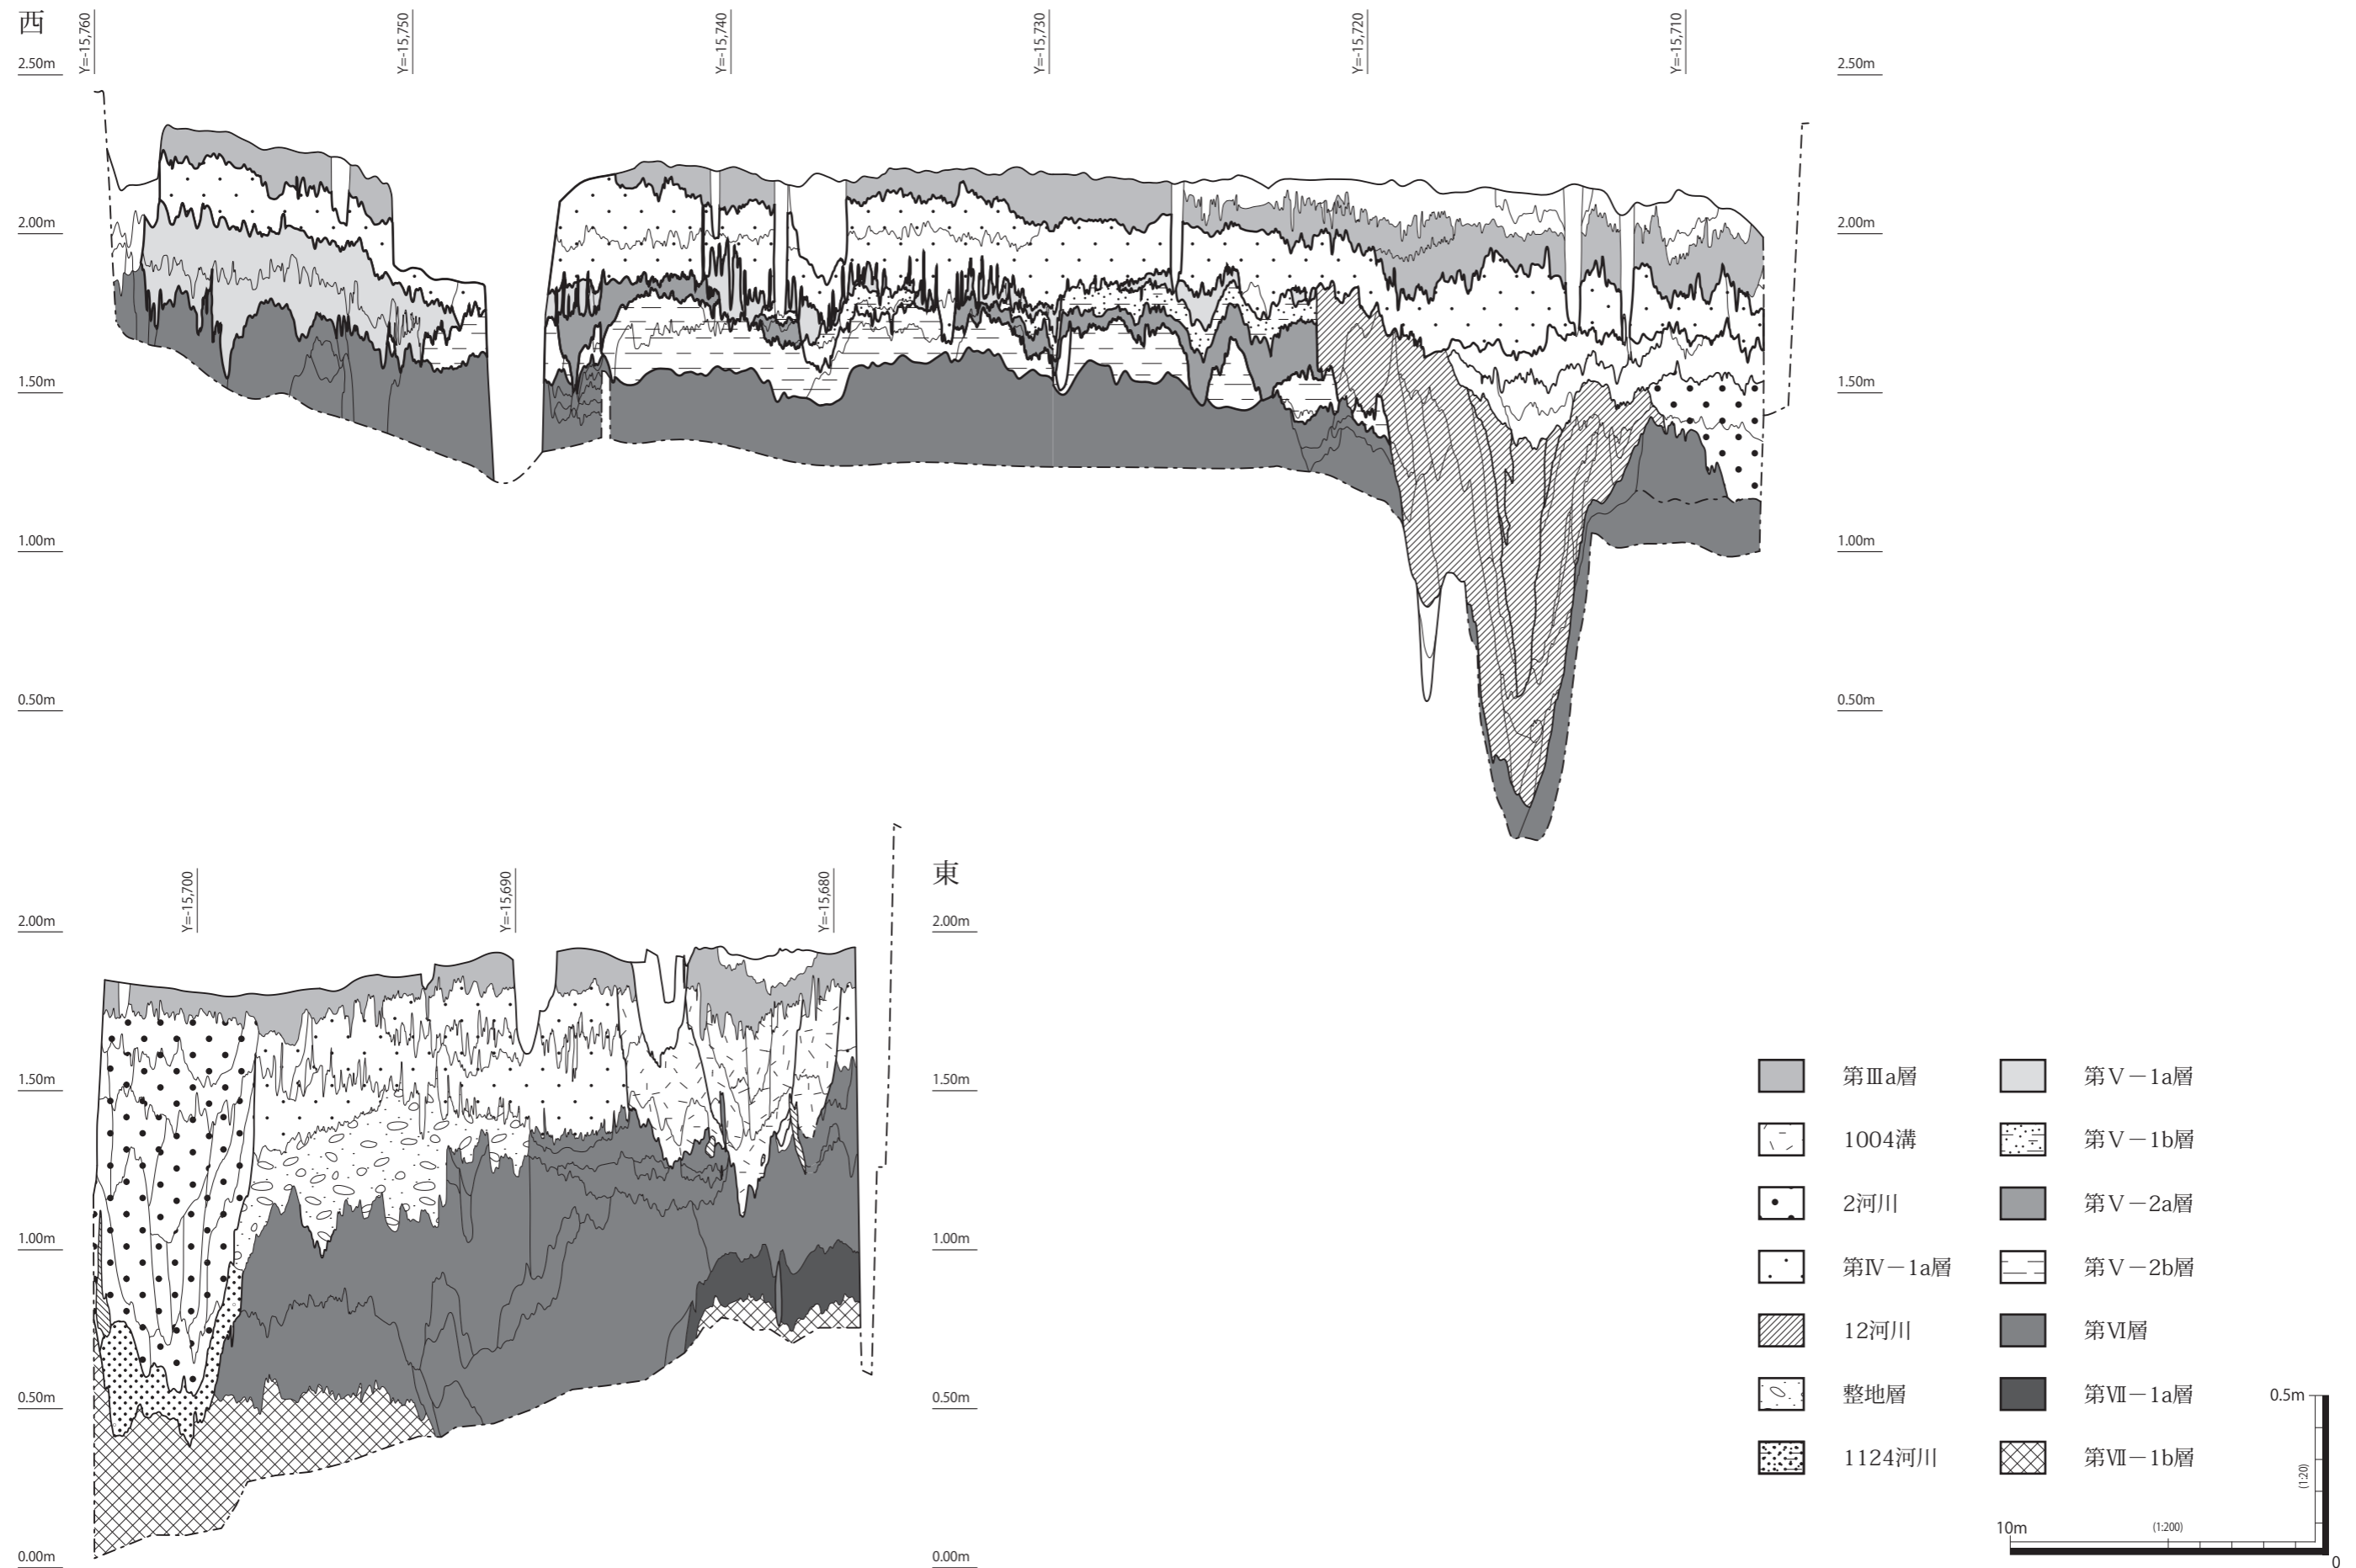 西
Y=-15,760
Y=-15,750
Y=-15,740
Y=-15,730
Y=-15,720
Y=-15,710
2.50m
2.50m
2.00m
2.00m
1.50m
1.50m
1.00m
1.00m
0.50m
0.50m
東
Y=-15,700
Y=-15,690
Y=-15,680
2.00m
2.00m
1.50m
1.50m
1.00m
1.00m
0.50m
0.50m
0.00m
0.00m
第Ⅲa層
1004溝
2河川
第Ⅳ－1a層
12河川
整地層
1124河川
第Ⅴ－1a層
第Ⅴ－1b層
第Ⅴ－2a層
第Ⅴ－2b層
第Ⅵ層
第Ⅶ－1a層
第Ⅶ－1b層
0.5m
(1:20)
10m
(1:200)
0